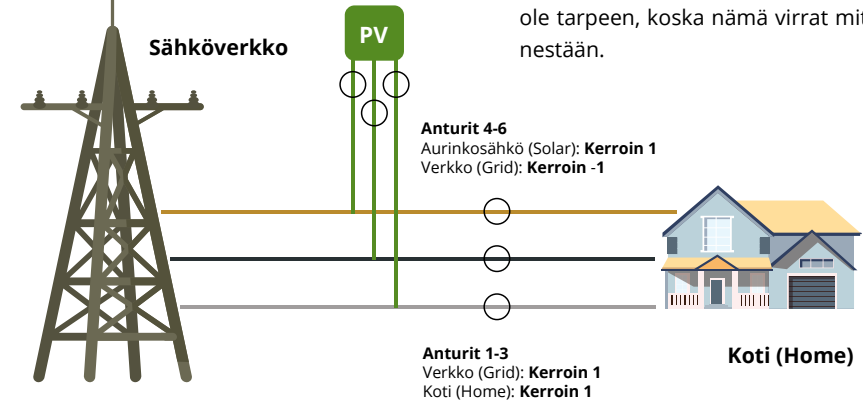 ole tarpeen, koska nämä virrat
nestään.
Sähköverkko
PV
Anturit 4-6
Aurinkosähkö (Solar): Kerroin 1
Verkko (Grid): Kerroin -1
Anturit 1-3
Verkko (Grid): Kerroin 1
Koti (Home): Kerroin 1
Koti (Home)